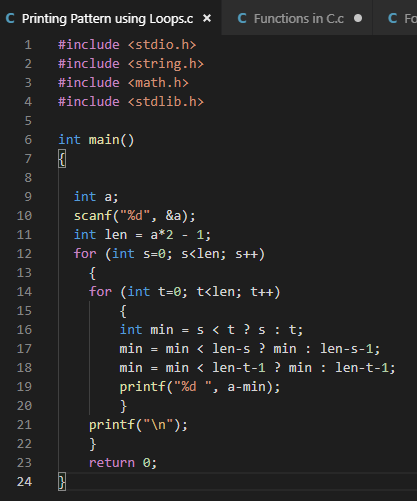 C Printing Pattern using Loops.c × C Functions in C.c ● C Fo
1 #include <stdio.h>
2 #include <string.h>
3 #include <math.h>
4 #include <stdlib.h>
5
6 int main()
7 {
8
9 int a;
10 scanf("%d", &a);
11 int len = a*2 - 1;
12 for (int s=0; s<len; s++)
13 {
14 for (int t=0; t<len; t++)
15 {
16 int min = s < t ? s : t;
17 min = min < len-s ? min : len-s-1;
18 min = min < len-t-1 ? min : len-t-1;
19 printf("%d ", a-min);
20 }
21 printf("\n");
22 }
23 return 0;
24 }